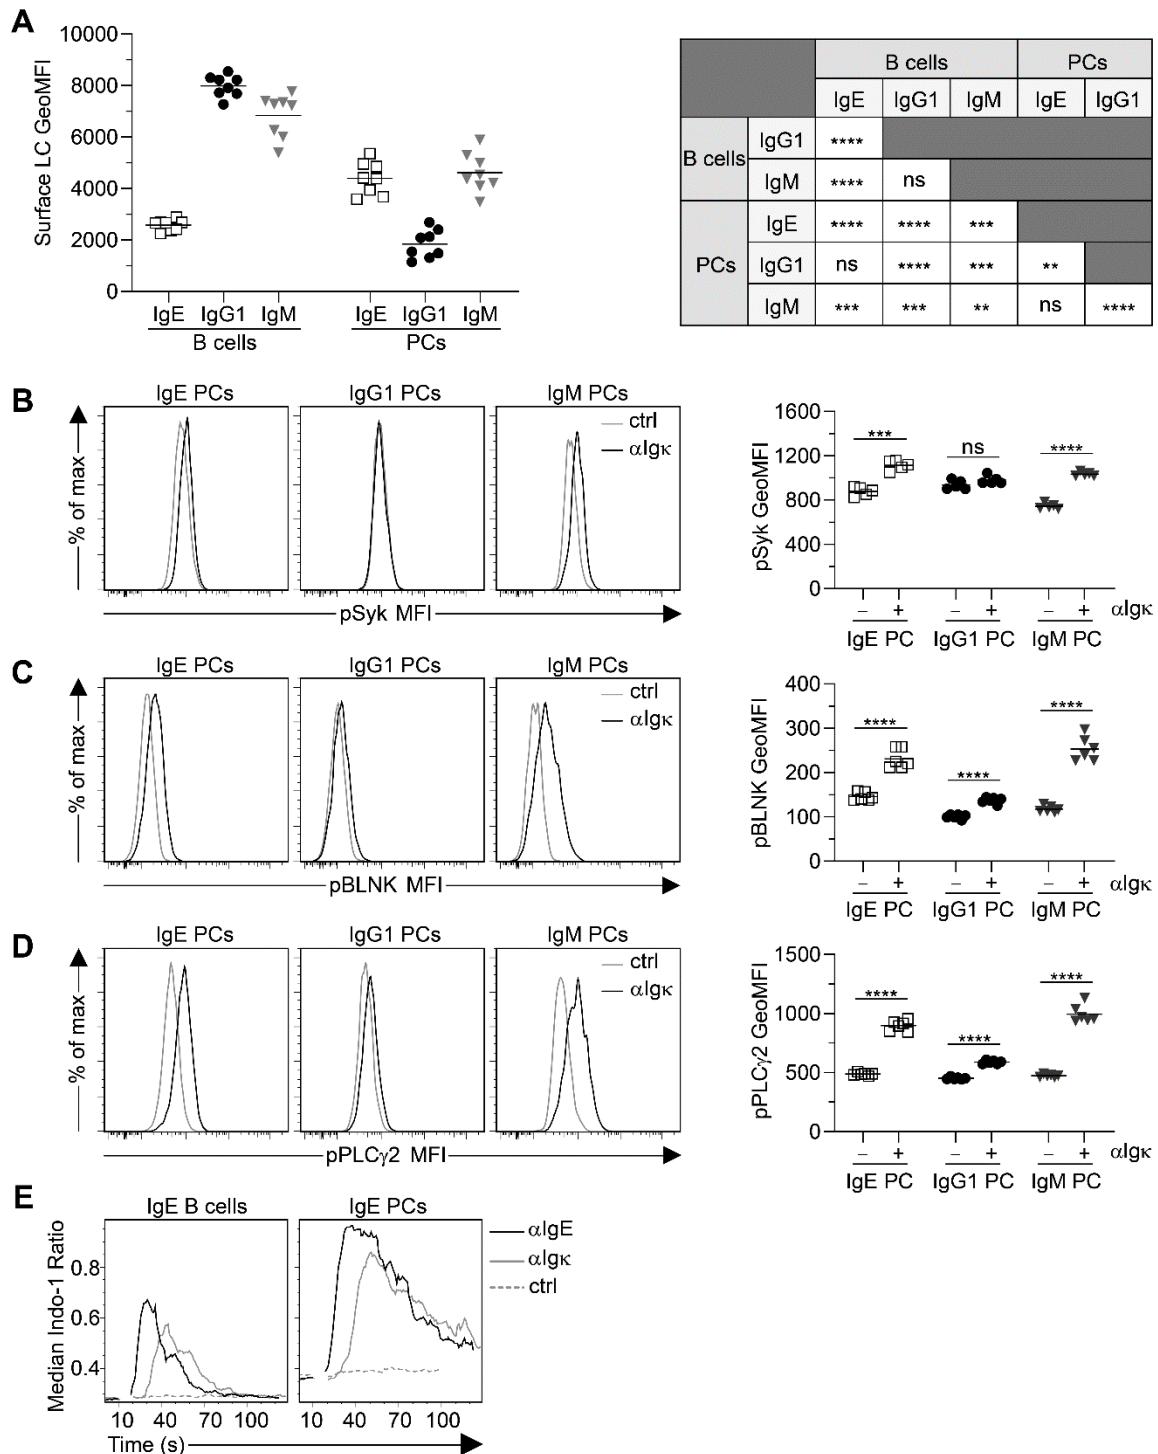 A
10000
8000
6000
4000
2000
0
Surface LC GeoMFI
IgE IgG1 IgM IgE IgG1 IgM
B cells PCs
B cells PCs
IgE IgG1 IgM IgE IgG1
B cells IgG1 ****
IgM **** ns
PCs IgE **** **** ***
IgG1 ns **** *** **
IgM *** *** ** ns ****
B
IgE PCs IgG1 PCs IgM PCs
ctrl
αIgκ
% of max
pSyk MFI
1600
1200
800
400
0
pSyk GeoMFI
*** ns ****
– + – + – + αIgκ
IgE PC IgG1 PC IgM PC
C
IgE PCs IgG1 PCs IgM PCs
ctrl
αIgκ
% of max
pBLNK MFI
400
300
200
100
0
pBLNK GeoMFI
**** **** ****
– + – + – + αIgκ
IgE PC IgG1 PC IgM PC
D
IgE PCs IgG1 PCs IgM PCs
ctrl
αIgκ
% of max
pPLCγ2 MFI
1500
1000
500
0
pPLCγ2 GeoMFI
**** **** ****
– + – + – + αIgκ
IgE PC IgG1 PC IgM PC
E
IgE B cells IgE PCs
αIgE
αIgκ
ctrl
0.8
0.6
0.4
Median Indo-1 Ratio
10 40 70 100 10 40 70 100
Time (s)